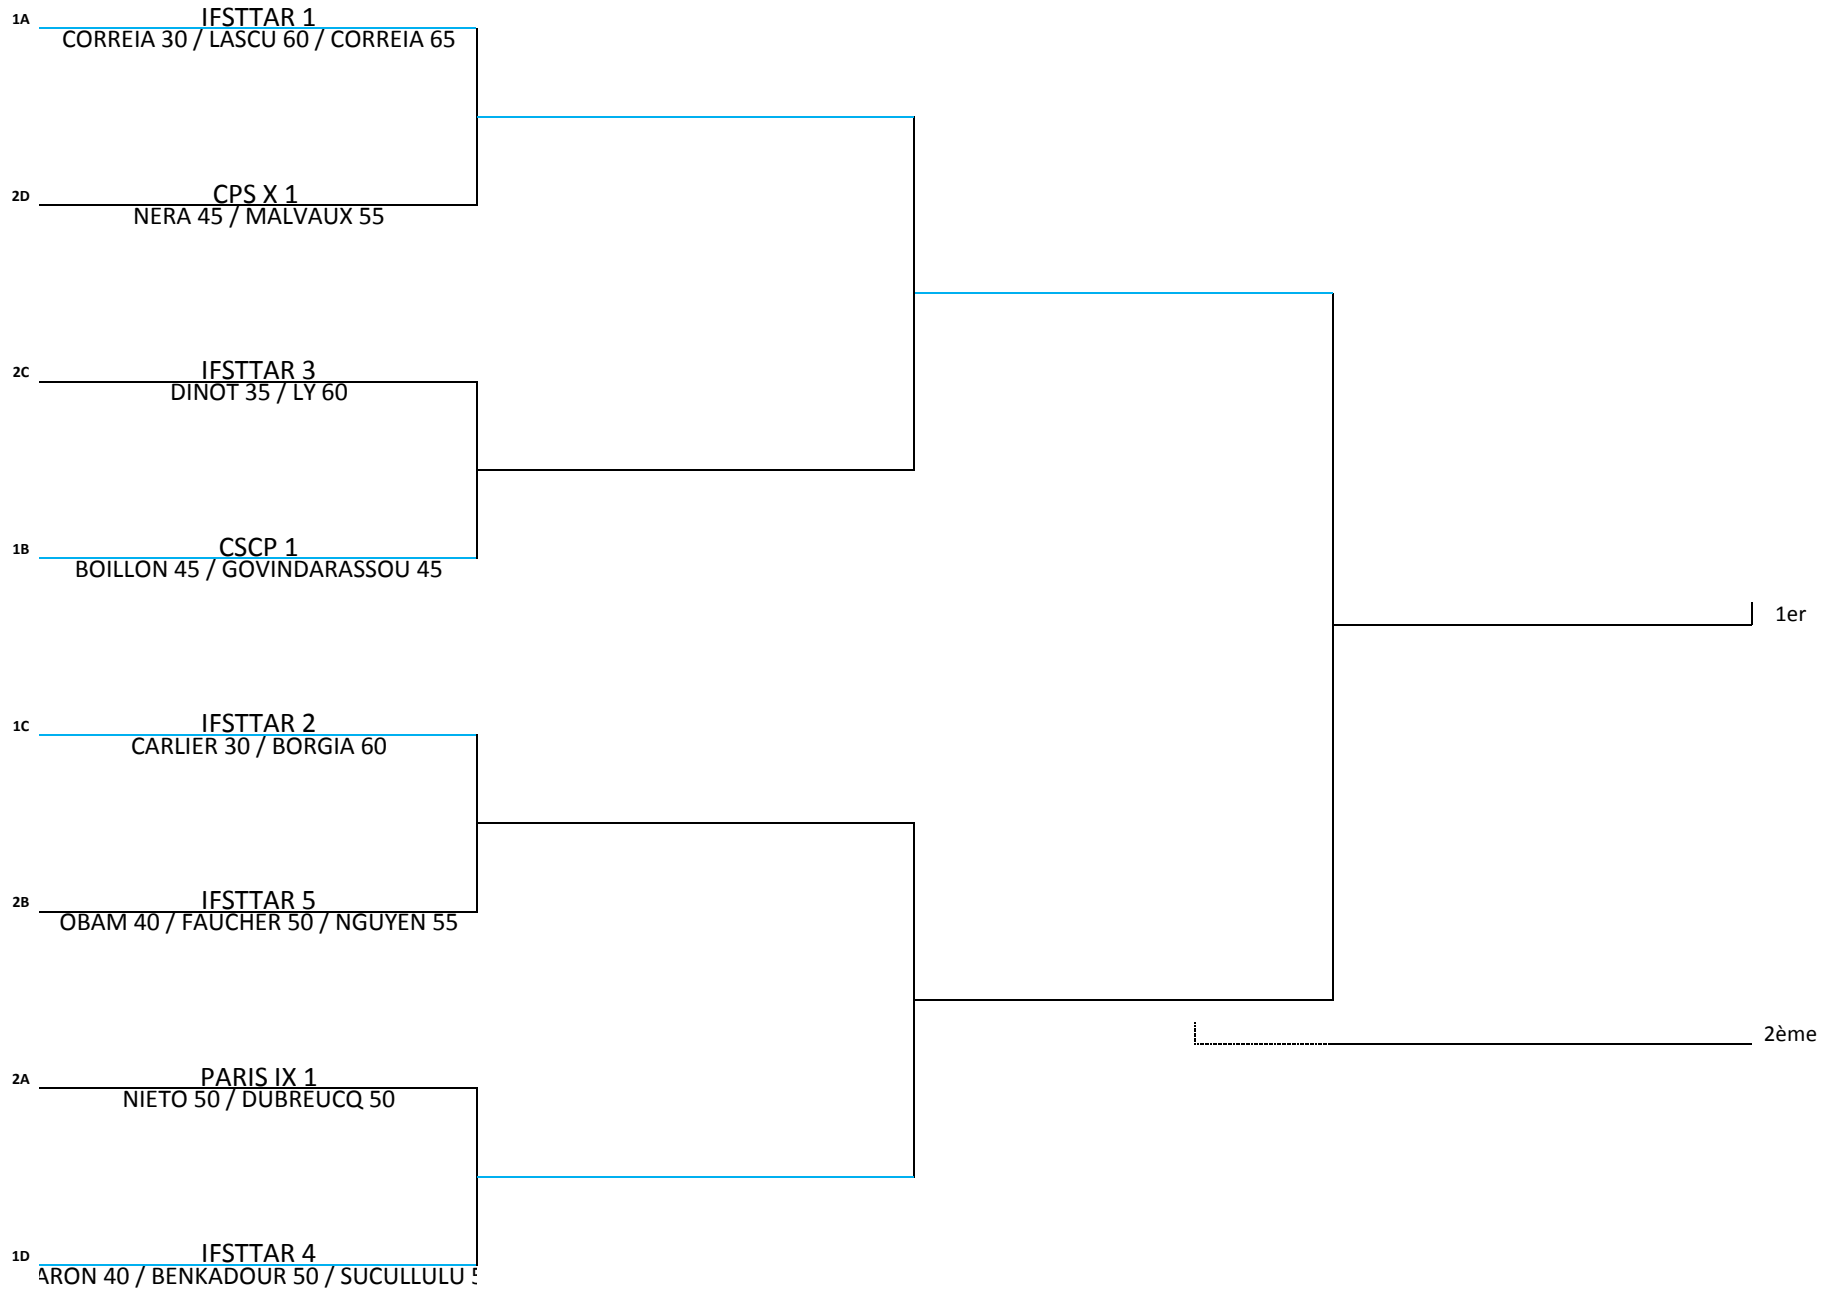 1A
IFSTTAR 1
CORREIA 30 / LASCU 60 / CORREIA 65
2D
CPS X 1
NERA 45 / MALVAUX 55
2C
IFSTTAR 3
DINOT 35 / LY 60
1B
CSCP 1
BOILLON 45 / GOVINDARASSOU 45
1er
1C
IFSTTAR 2
CARLIER 30 / BORGIA 60
2B
IFSTTAR 5
OBAM 40 / FAUCHER 50 / NGUYEN 55
2ème
2A
PARIS IX 1
NIETO 50 / DUBREUCQ 50
1D
IFSTTAR 4
ARON 40 / BENKADOUR 50 / SUCULLULU